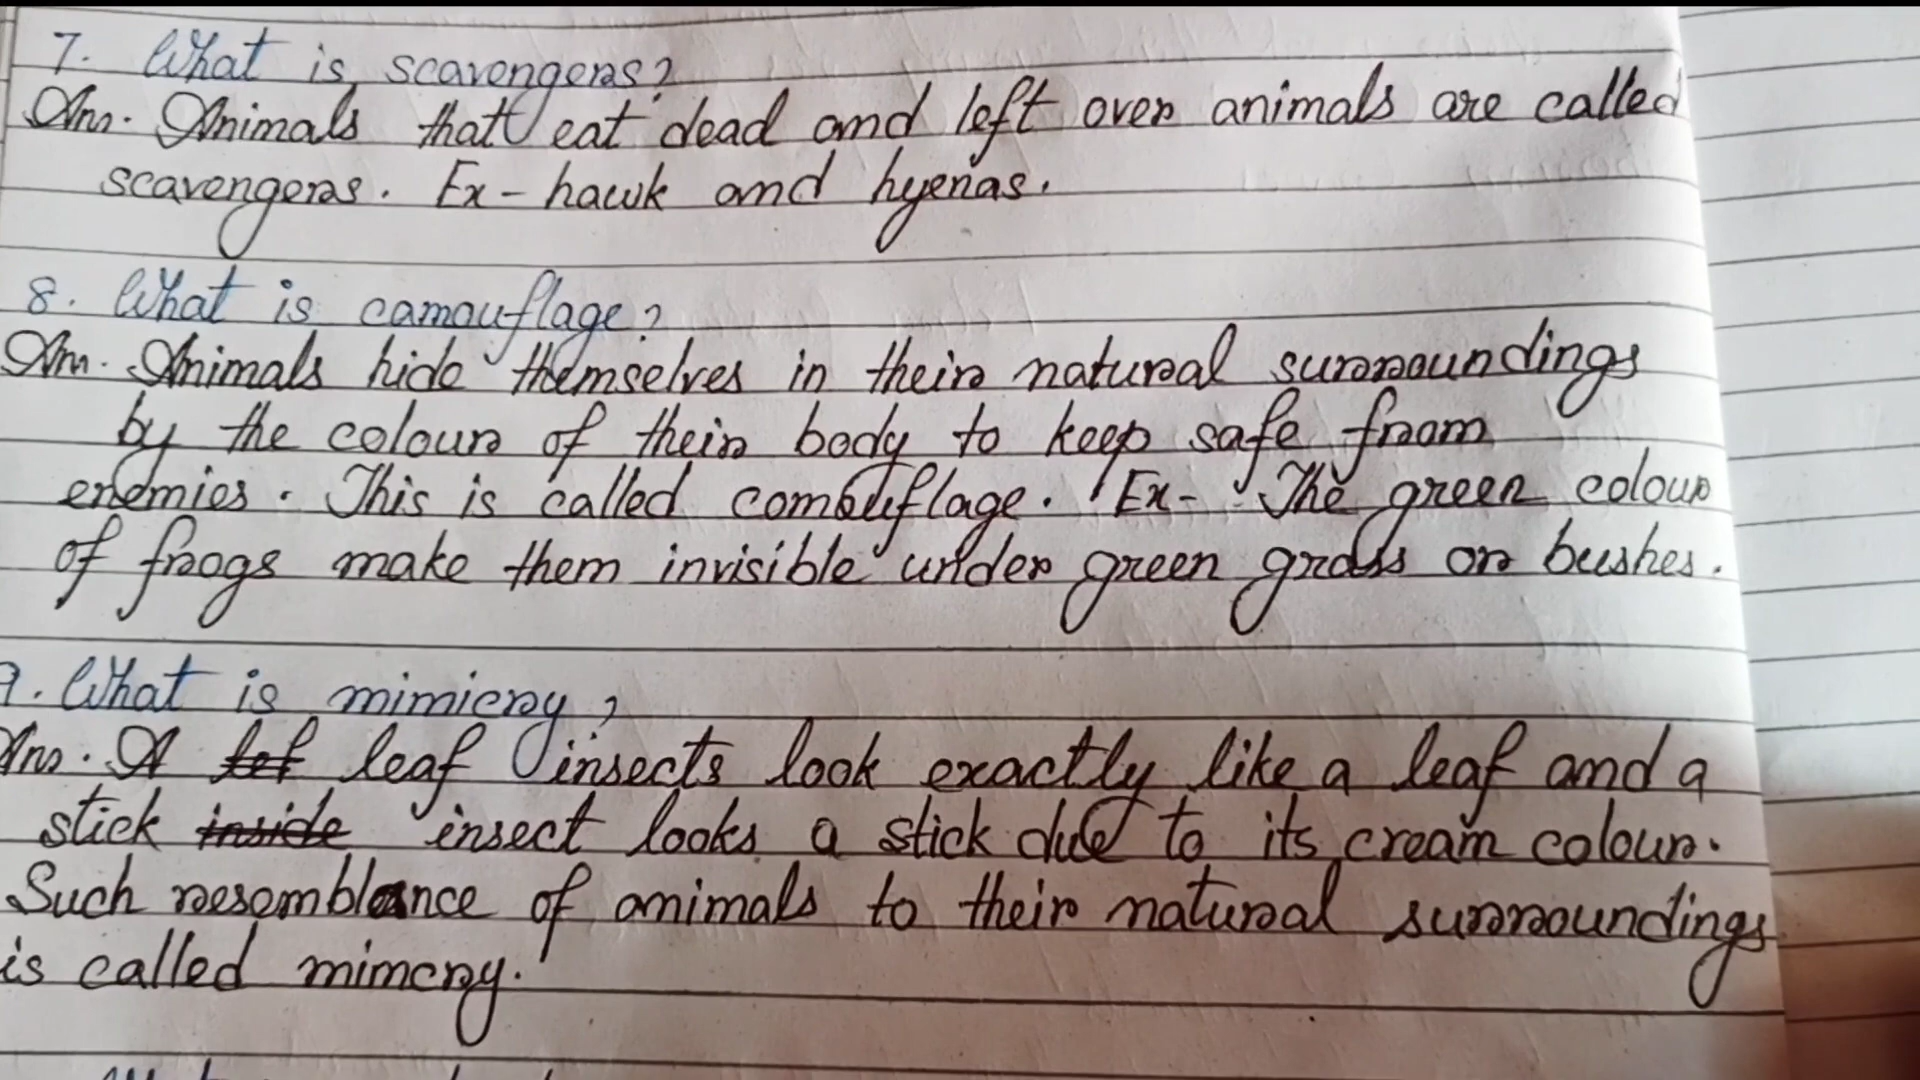 7. What is scavengers?
Ans. Animals that eat dead and left over animals are called
scavengers. Ex - hawk and hyenas.
8. What is camouflage?
Ans. Animals hide themselves in their natural surroundings
by the colour of their body to keep safe from
enemies. This is called comouflage. Ex - The green colour
of frogs make them invisible under green grass or bushes.
9. What is mimicry?
Ans. A lef leaf insects look exactly like a leaf and a
stick inside insect looks a stick due to its cream colour.
Such resemblance of animals to their natural surroundings
is called mimcry.